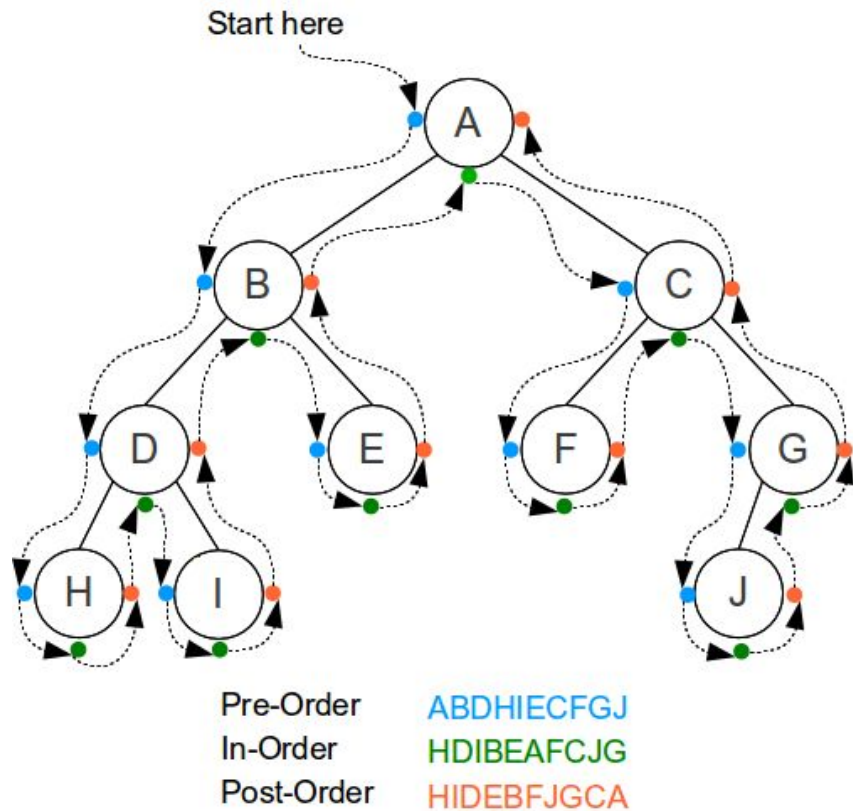 Start here
A
B
C
D
E
F
G
H
I
J
Pre-Order ABDHIECFGJ
In-Order HDIBEAFCJG
Post-Order HIDEBFJGCA